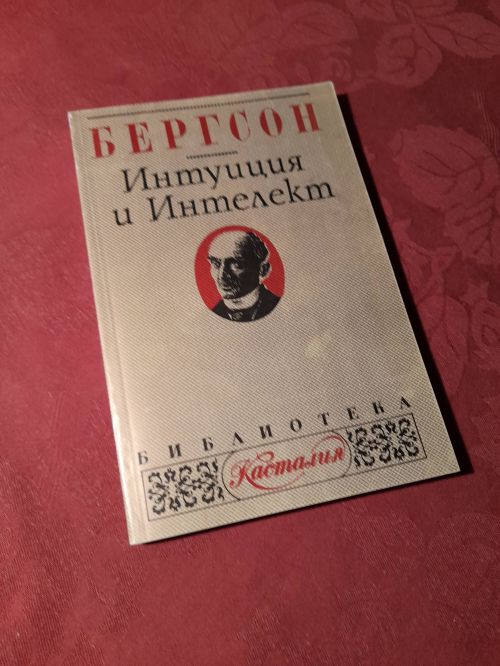 БЕРГСОН
Интуиция
и Интелект
БИБЛИОТЕКА
Касталия